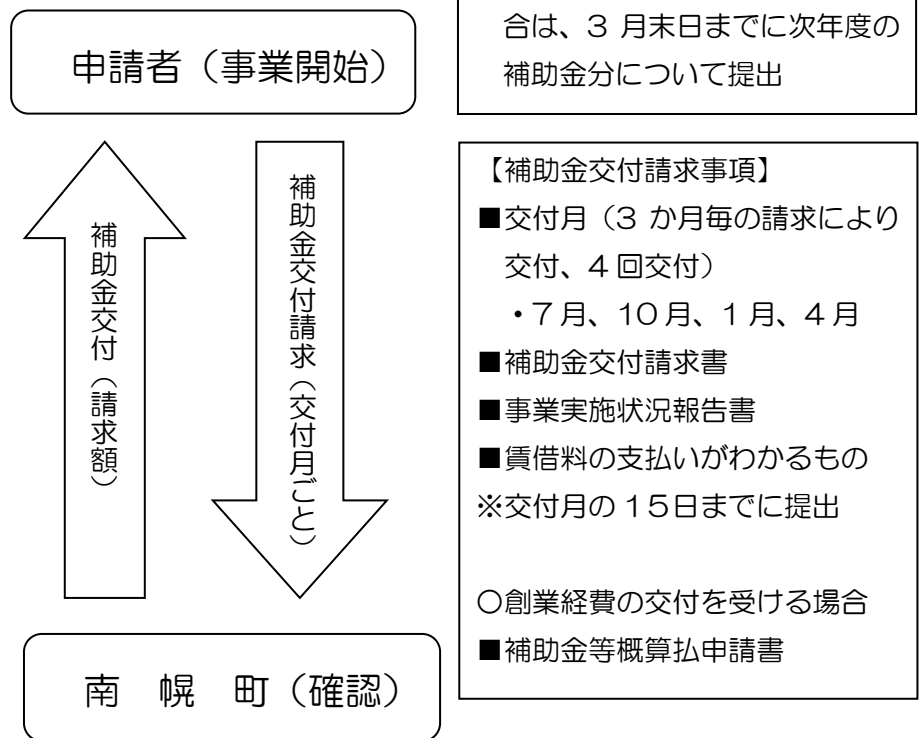 合は、3 月末日までに次年度の
補助金分について提出
申請者（事業開始）
補助金交付（請求額）
補助金交付請求（交付月ごと）
【補助金交付請求事項】
■交付月（3 か月毎の請求により
交付、4 回交付）
・7 月、10 月、1 月、4 月
■補助金交付請求書
■事業実施状況報告書
■賃借料の支払いがわかるもの
※交付月の 15日までに提出
○創業経費の交付を受ける場合
■補助金等概算払申請書
南　幌　町（確認）